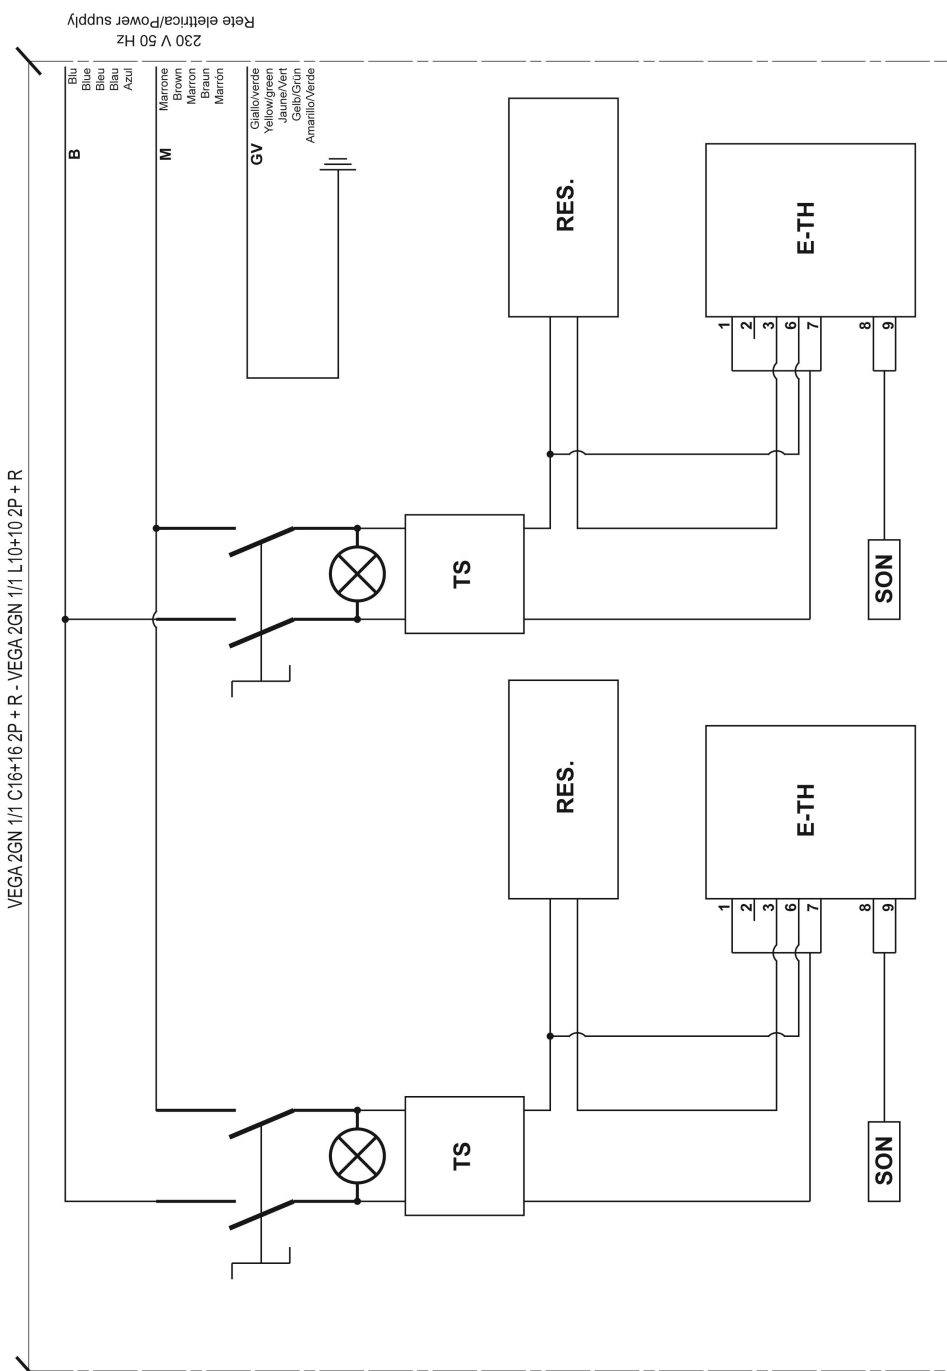 VEGA 2GN 1/1 C16+16 2P + R - VEGA 2GN 1/1 L10+10 2P + R
230 V 50 Hz
Rete elettrica/Power supply
B
Blu
Blue
Bleu
Blau
Azul
M
Marrone
Brown
Marron
Braun
Marrón
GV
Giallo/verde
Yellow/green
Jaune/Vert
Gelb/Grün
Amarillo/Verde
TS
RES.
E-TH
1
2
3
6
7
8
9
SON
TS
RES.
E-TH
1
2
3
6
7
8
9
SON